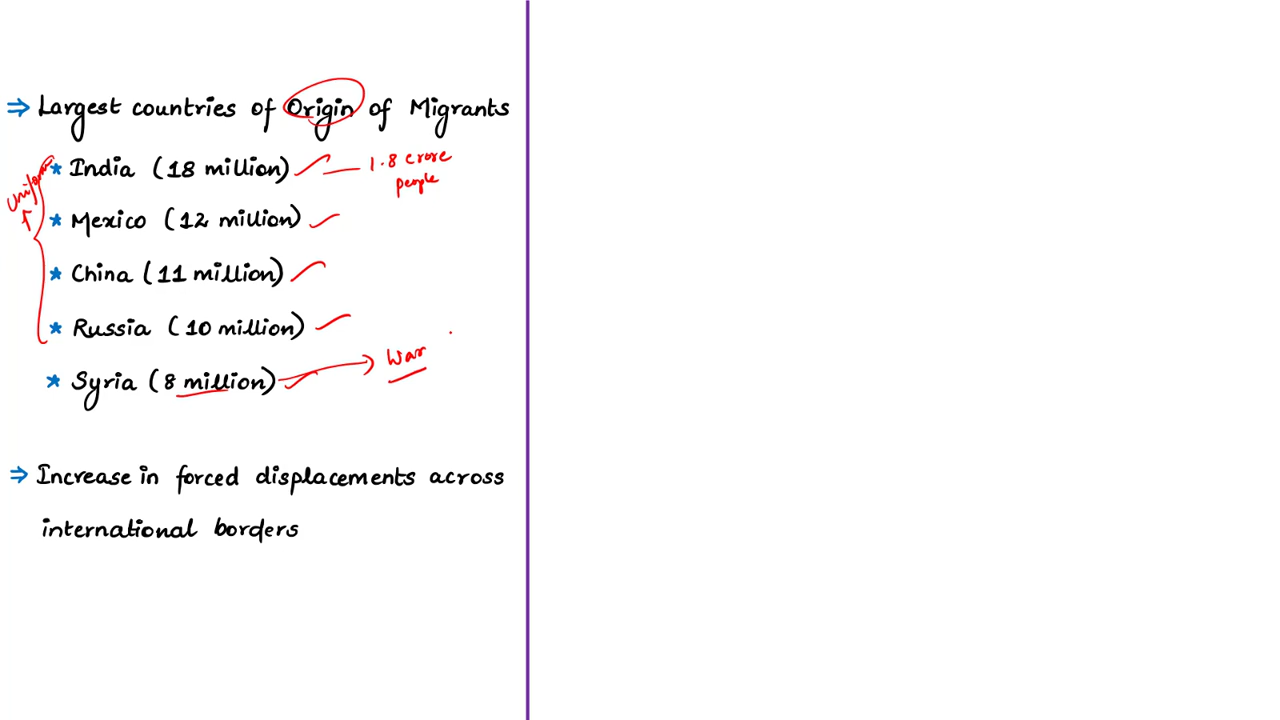 ⇒ Largest countries of Origin of Migrants
* India (18 million) — 1.8 crore
people
Uniform ↑
* Mexico (12 million)
* China (11 million)
* Russia (10 million)
* Syria (8 million) → War
⇒ Increase in forced displacements across
international borders